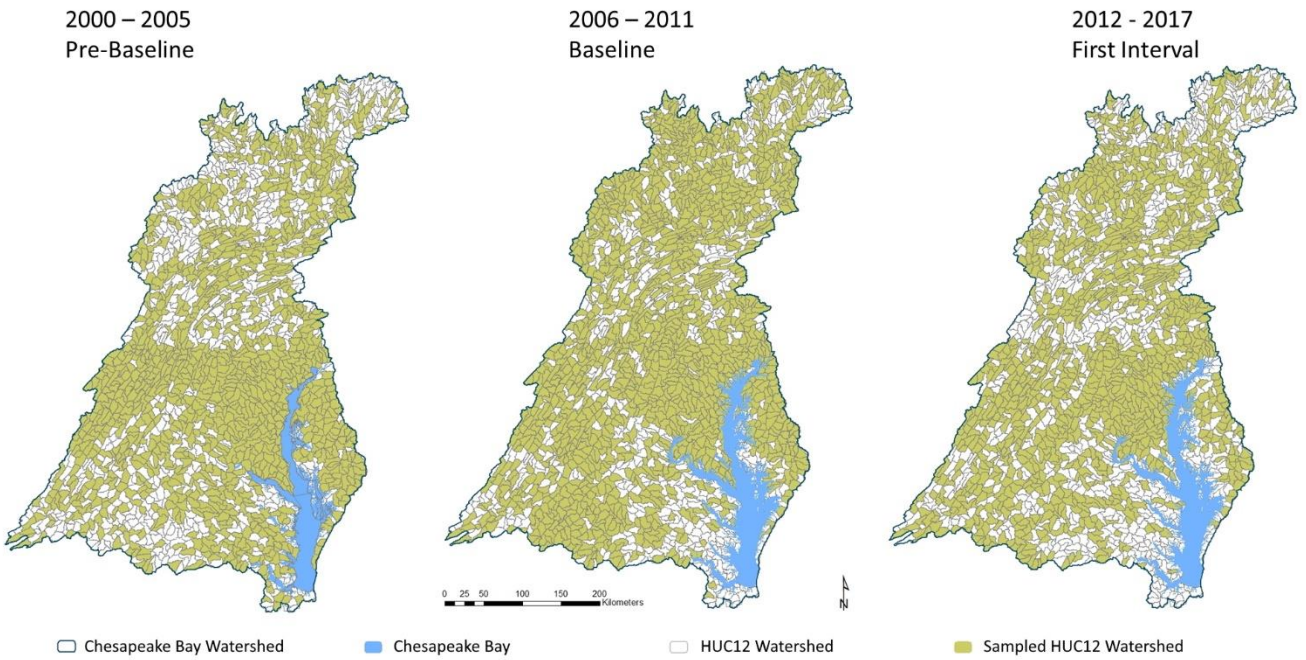 2000 – 2005
Pre-Baseline
2006 – 2011
Baseline
2012 - 2017
First Interval
0 25 50 100 150 200
Kilometers
N
Chesapeake Bay Watershed
Chesapeake Bay
HUC12 Watershed
Sampled HUC12 Watershed